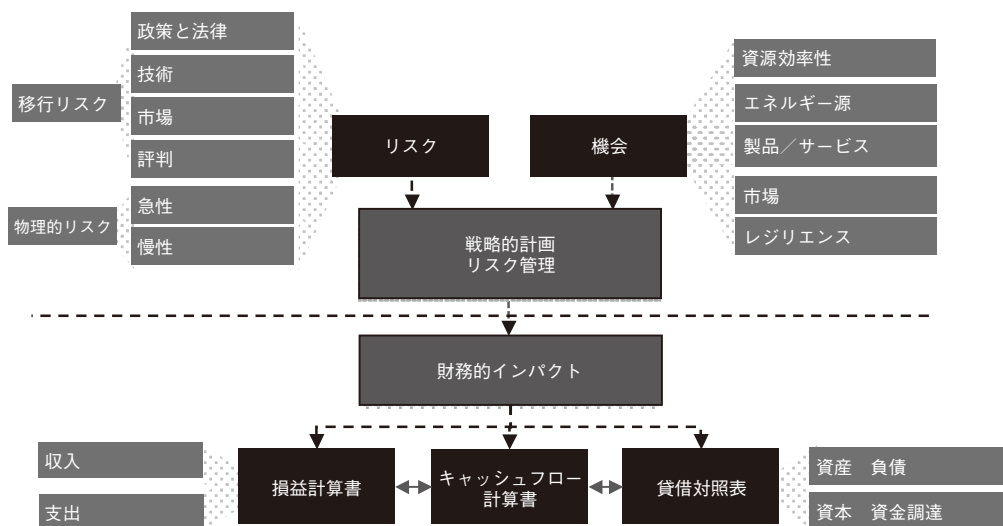 政策と法律
技術
移行リスク
市場
評判
物理的リスク
急性
慢性
リスク
機会
資源効率性
エネルギー源
製品／サービス
市場
レジリエンス
戦略的計画
リスク管理
財務的インパクト
収入
支出
損益計算書
キャッシュフロー
計算書
貸借対照表
資産　負債
資本　資金調達